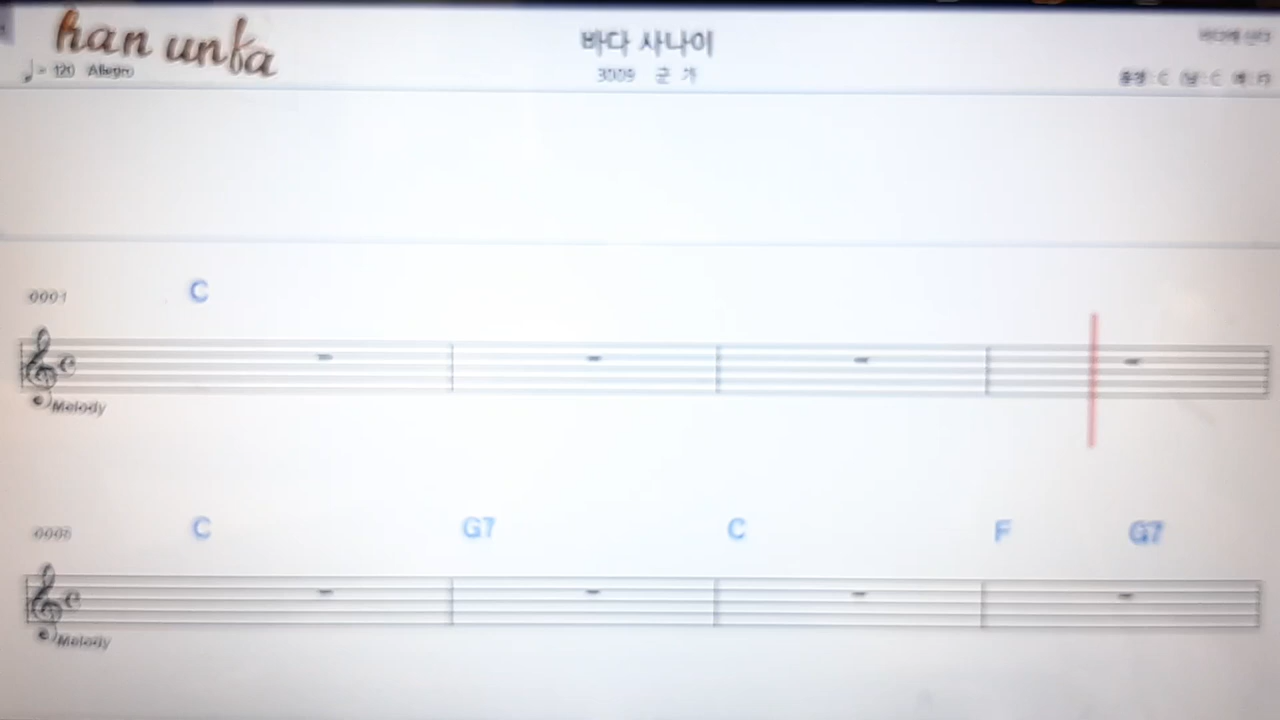 han unfa
바다 사나이
♩= 120 Allegro
3009 군 가
0001 C
Melody
0005 C G7 C F G7
Melody